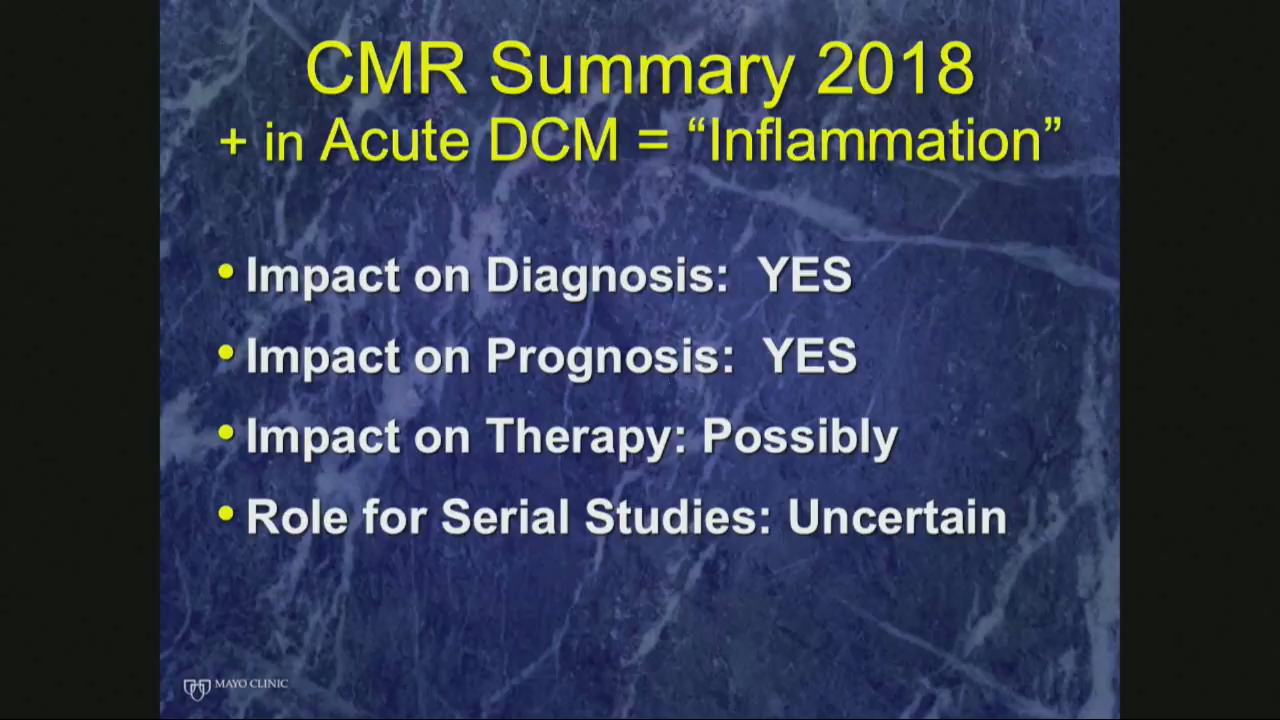 CMR Summary 2018
+ in Acute DCM = “Inflammation”
• Impact on Diagnosis: YES
• Impact on Prognosis: YES
• Impact on Therapy: Possibly
• Role for Serial Studies: Uncertain
MAYO CLINIC